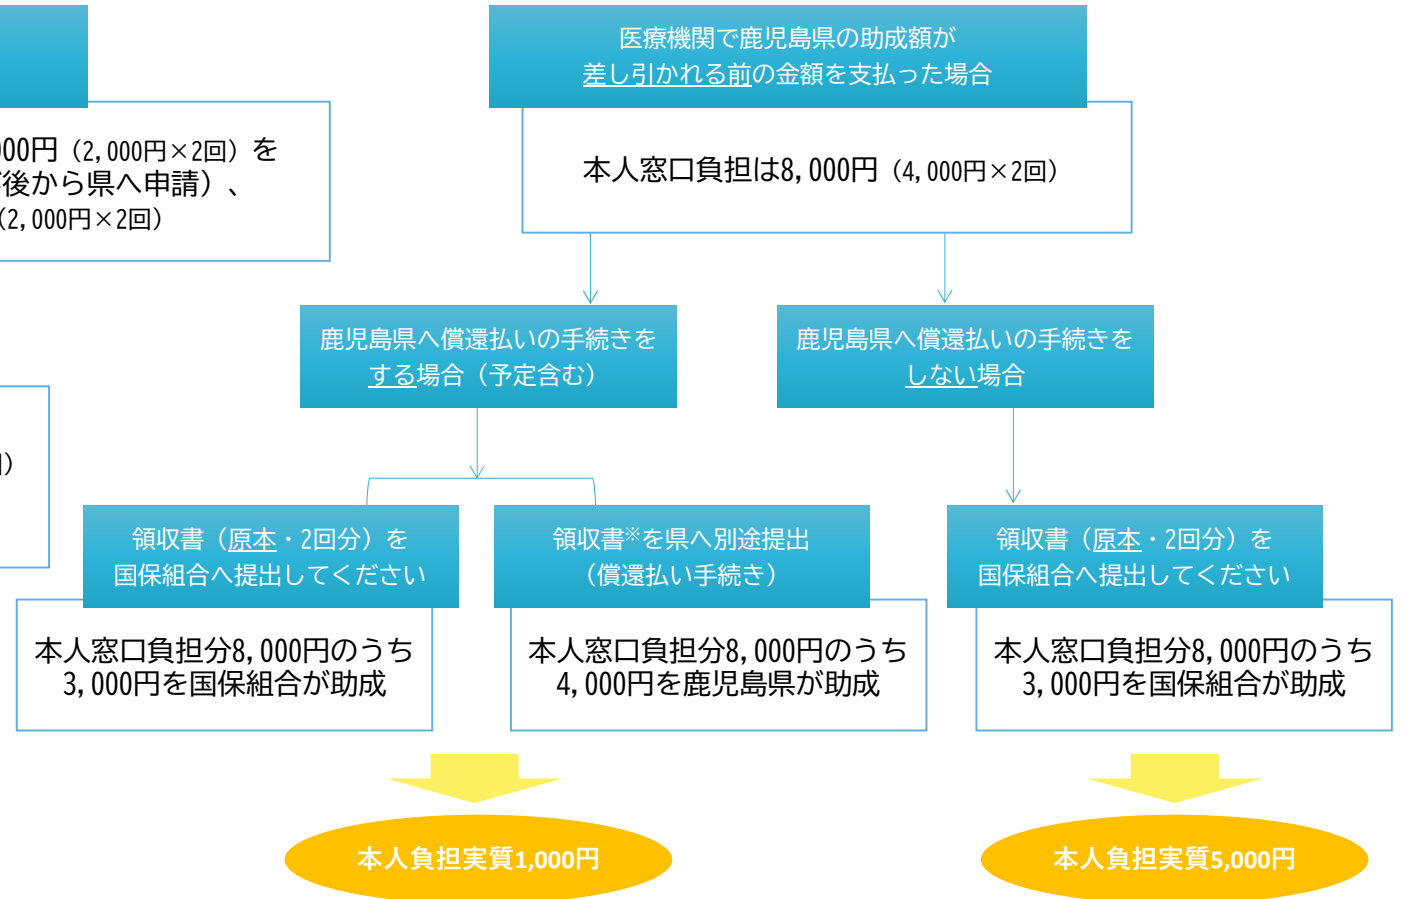 医療機関で鹿児島県の助成額が
差し引かれる前の金額を支払った場合
000円（2,000円×2回）を
後から県へ申請）、
（2,000円×2回）
本人窓口負担は8,000円（4,000円×2回）
鹿児島県へ償還払いの手続きを
する場合（予定含む）
鹿児島県へ償還払いの手続きを
しない場合
）
領収書（原本・2回分）を
国保組合へ提出してください
本人窓口負担分8,000円のうち
3,000円を国保組合が助成
領収書※を県へ別途提出
（償還払い手続き）
本人窓口負担分8,000円のうち
4,000円を鹿児島県が助成
領収書（原本・2回分）を
国保組合へ提出してください
本人窓口負担分8,000円のうち
3,000円を国保組合が助成
本人負担実質1,000円
本人負担実質5,000円